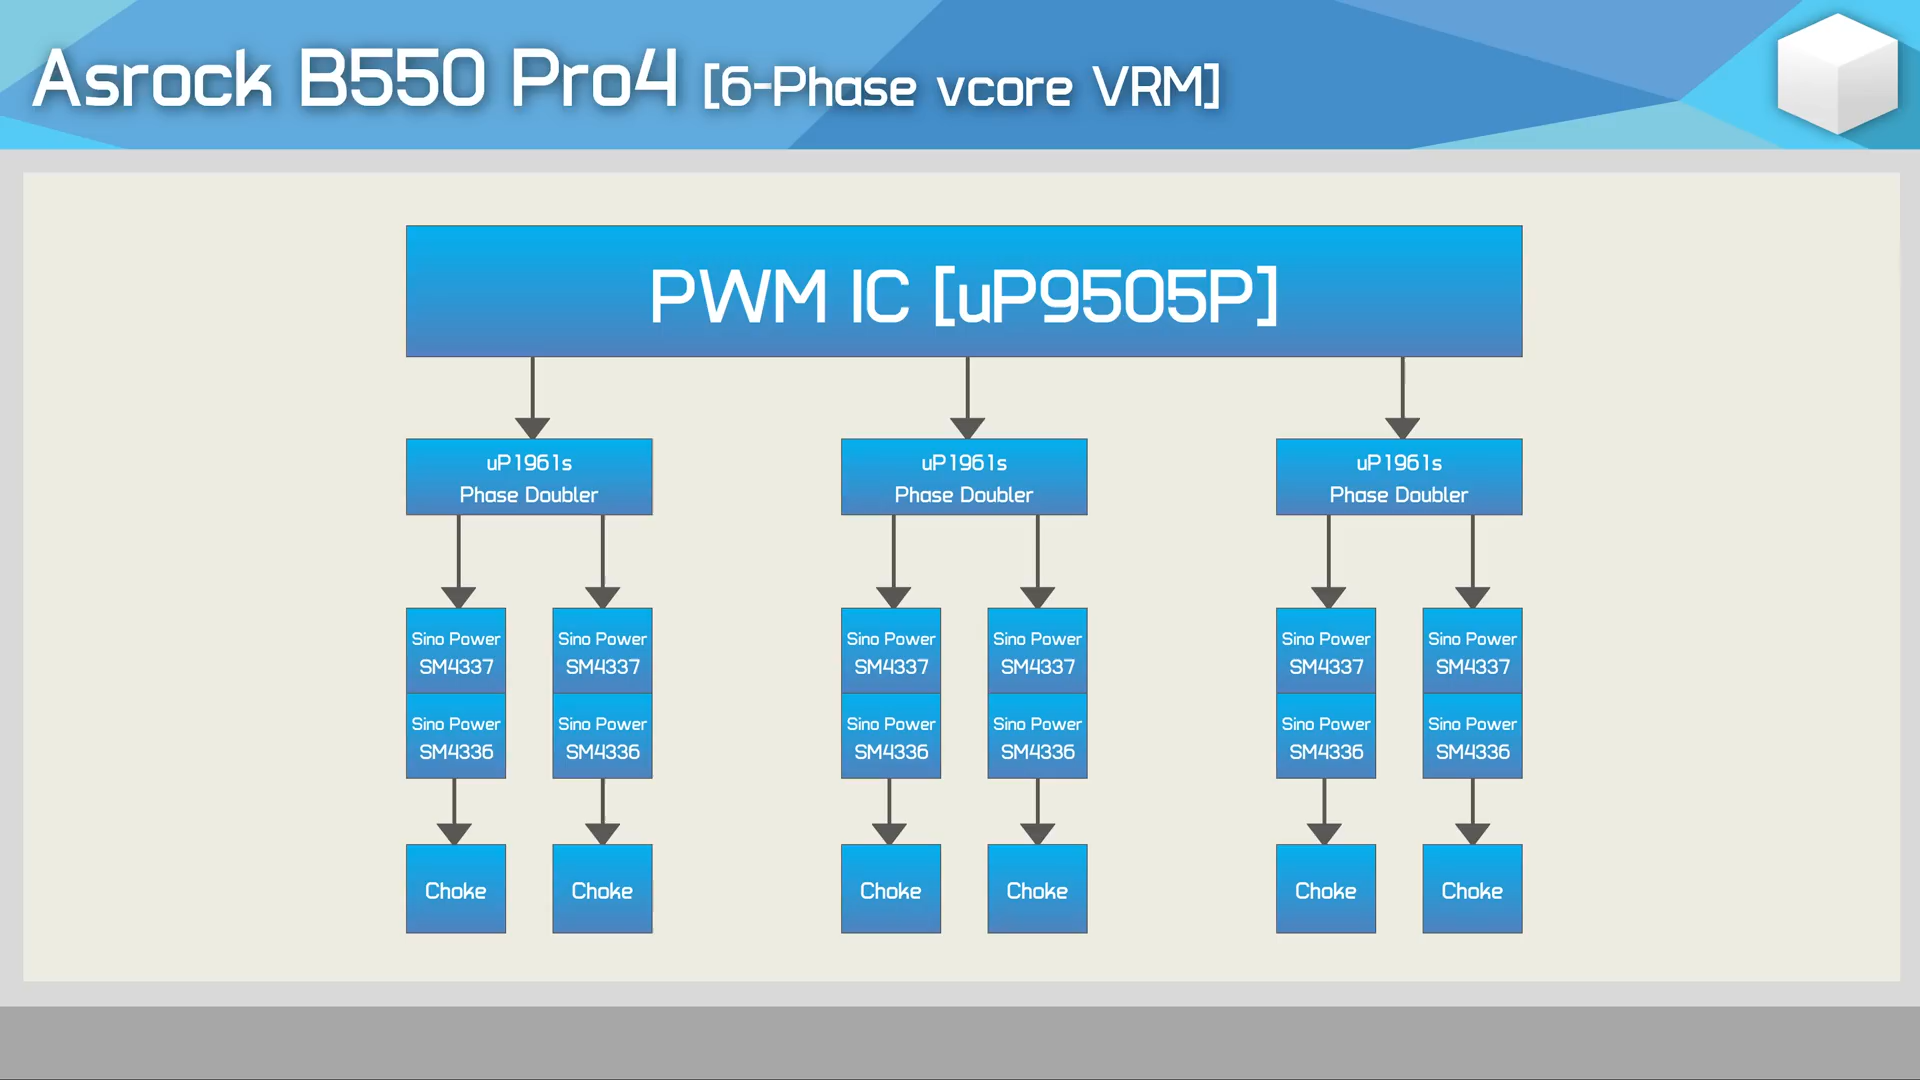 Asrock B550 Pro4 [6-Phase vcore VRM]
PWM IC [uP9505P]
uP1961s
Phase Doubler
uP1961s
Phase Doubler
uP1961s
Phase Doubler
Sino Power
SM4337
Sino Power
SM4337
Sino Power
SM4337
Sino Power
SM4337
Sino Power
SM4337
Sino Power
SM4337
Sino Power
SM4336
Sino Power
SM4336
Sino Power
SM4336
Sino Power
SM4336
Sino Power
SM4336
Sino Power
SM4336
Choke
Choke
Choke
Choke
Choke
Choke